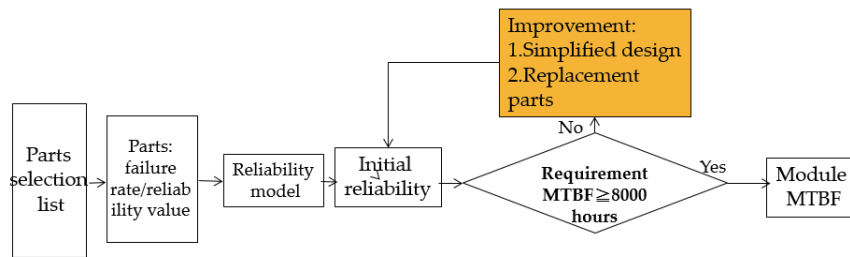 Improvement:
1.Simplified design
2.Replacement
parts
No
Parts
selection
list
Parts:
failure
rate/reliab
ility value
Reliability
model
Initial
reliability
Requirement
MTBF≧8000
hours
Yes
Module
MTBF